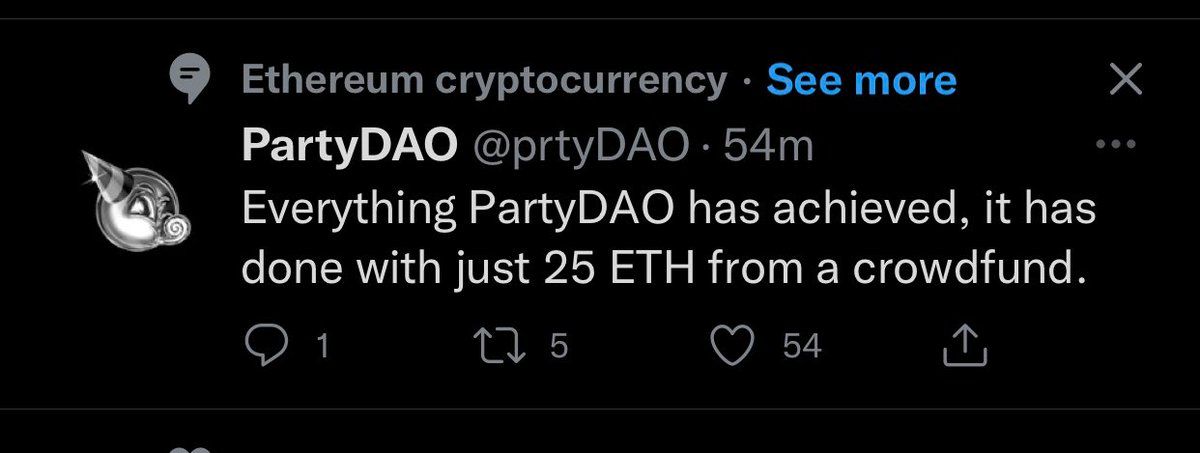 Ethereum cryptocurrency · See more
PartyDAO @prtyDAO · 54m
Everything PartyDAO has achieved, it has
done with just 25 ETH from a crowdfund.
1 5 54